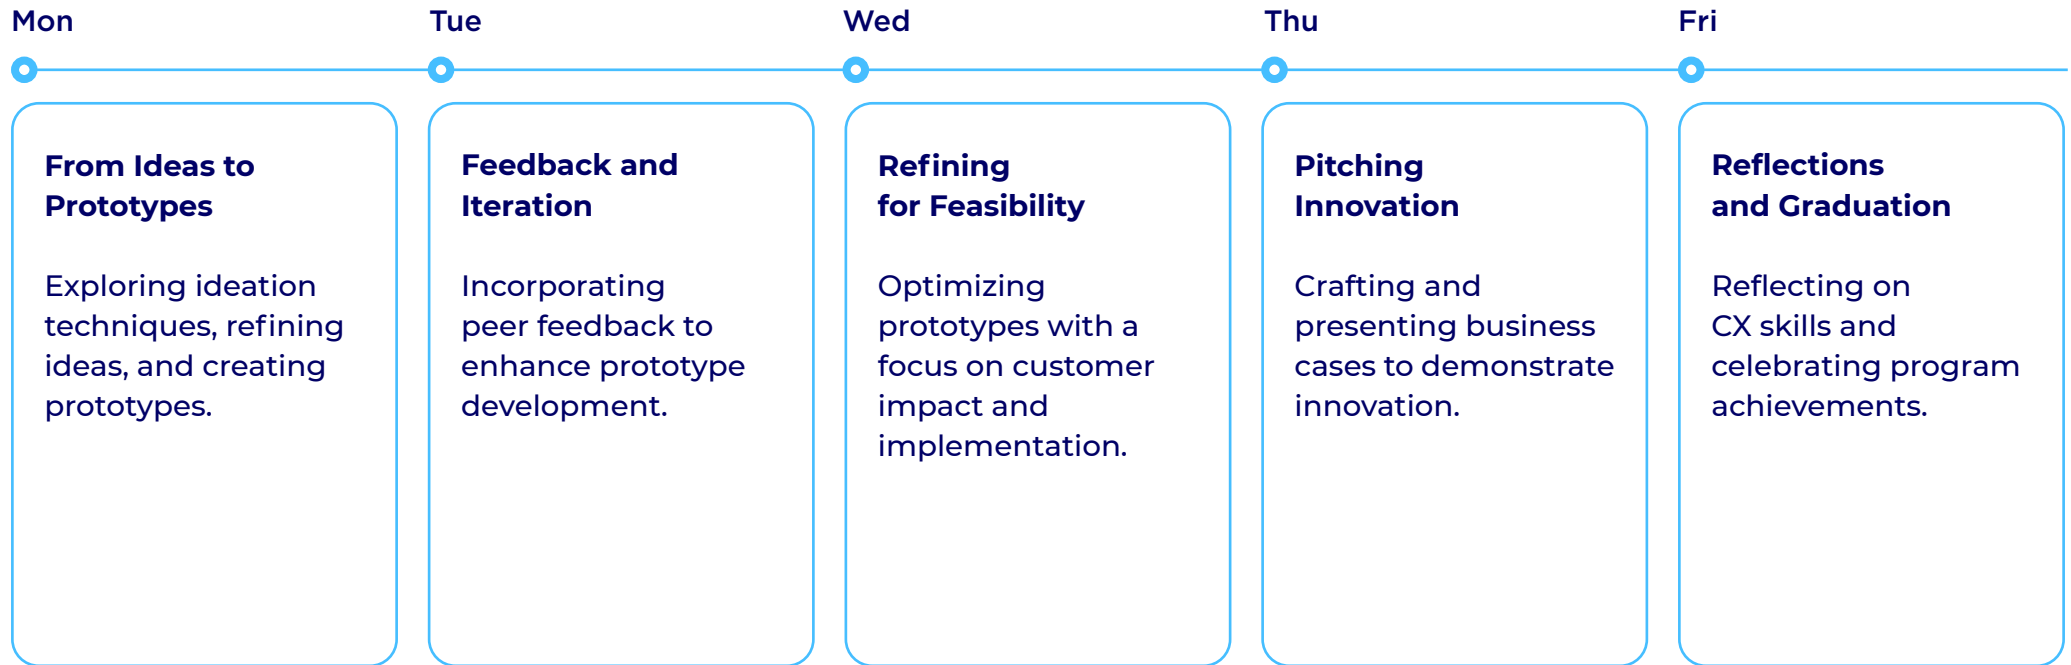 Mon
Tue
Wed
Thu
Fri
From Ideas to
Prototypes
Exploring ideation
techniques, refining
ideas, and creating
prototypes.
Feedback and
Iteration
Incorporating
peer feedback to
enhance prototype
development.
Refining
for Feasibility
Optimizing
prototypes with a
focus on customer
impact and
implementation.
Pitching
Innovation
Crafting and
presenting business
cases to demonstrate
innovation.
Reflections
and Graduation
Reflecting on
CX skills and
celebrating program
achievements.